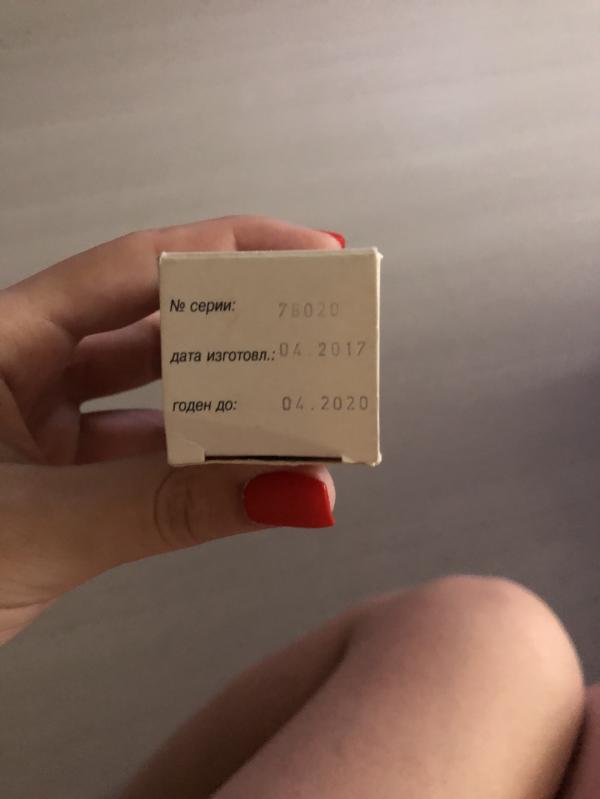 № серии: 78020
дата изготовл.: 04.2017
годен до: 04.2020